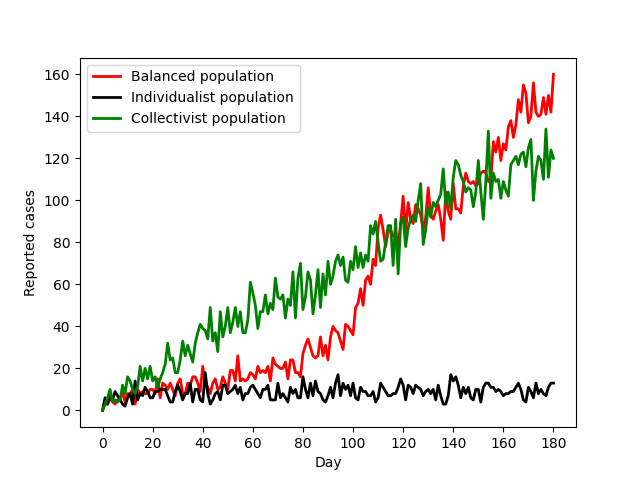 Balanced population
Individualist population
Collectivist population
160
140
120
100
80
60
40
20
0
Reported cases
0 20 40 60 80 100 120 140 160 180
Day